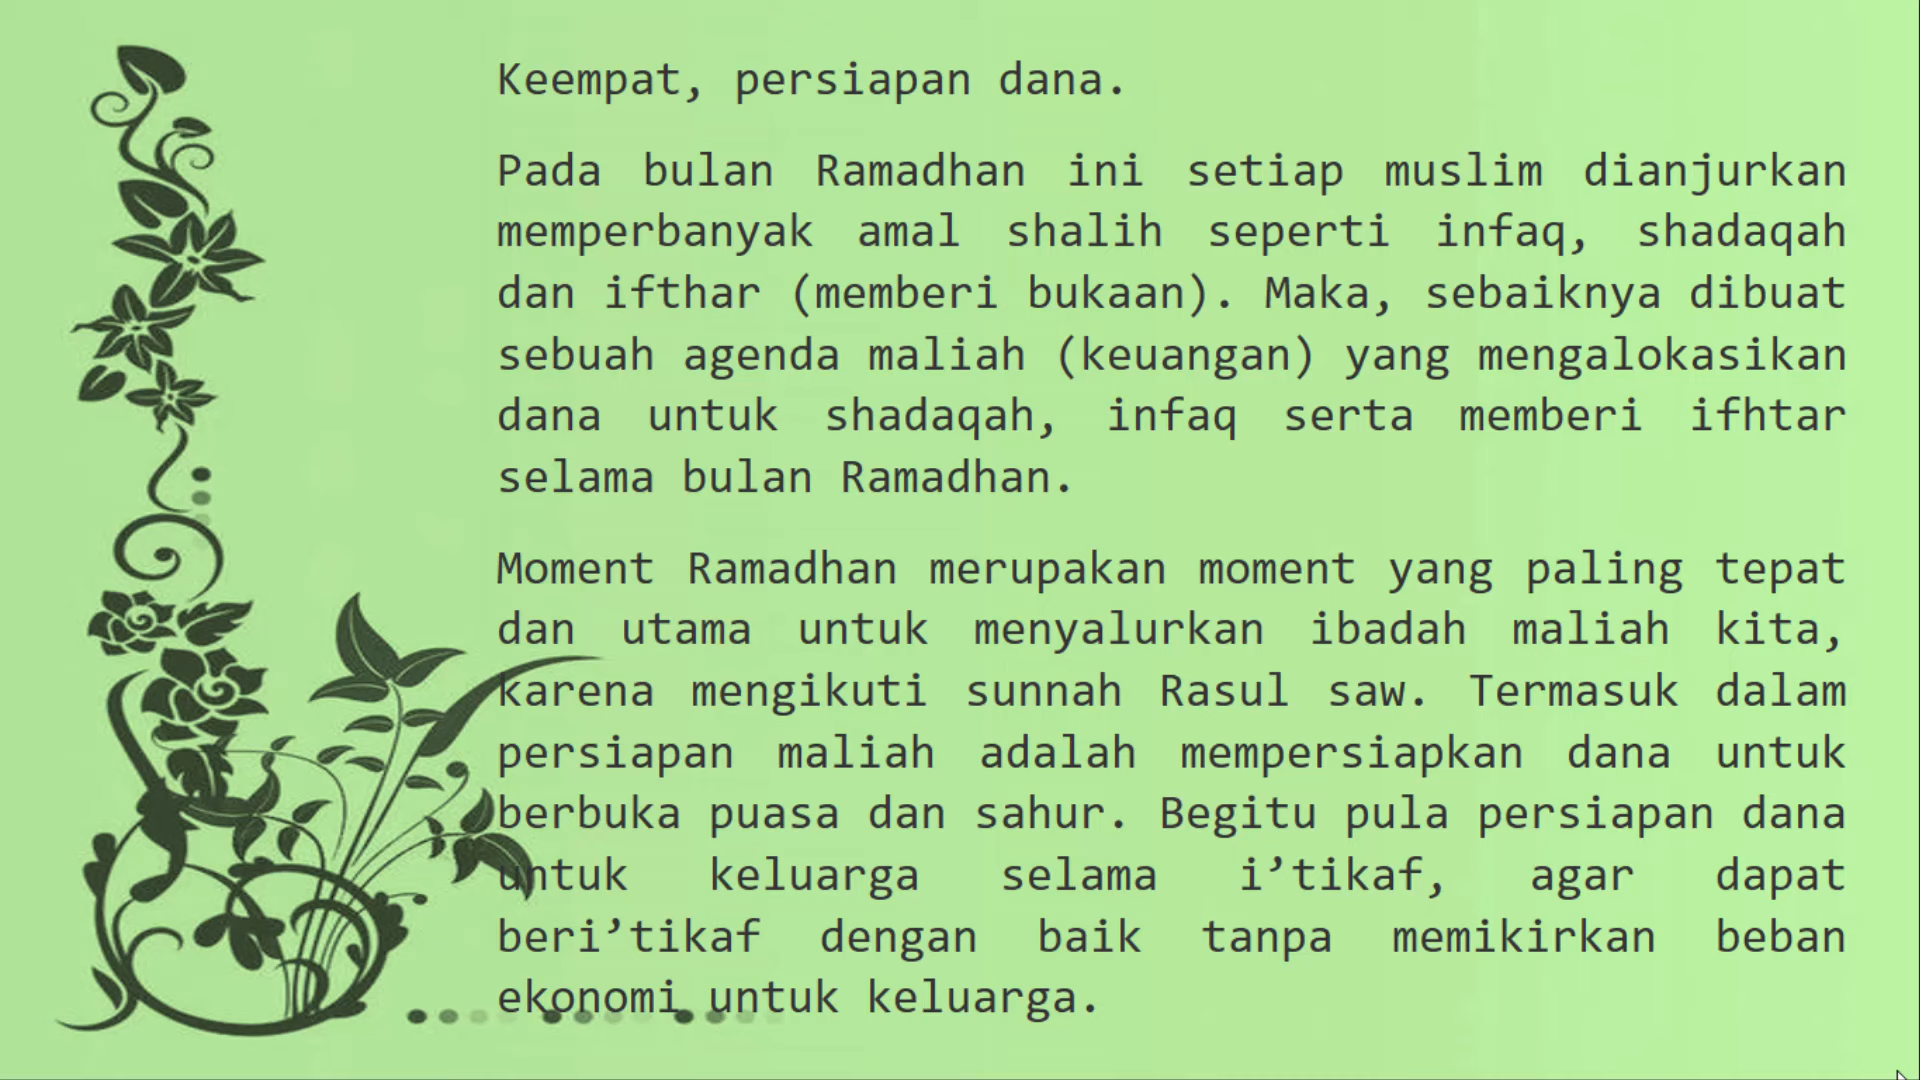 Keempat, persiapan dana.
Pada bulan Ramadhan ini setiap muslim dianjurkan
memperbanyak amal shalih seperti infaq, shadaqah
dan ifthar (memberi bukaan). Maka, sebaiknya dibuat
sebuah agenda maliah (keuangan) yang mengalokasikan
dana untuk shadaqah, infaq serta memberi ifhtar
selama bulan Ramadhan.
Moment Ramadhan merupakan moment yang paling tepat
dan utama untuk menyalurkan ibadah maliah kita,
karena mengikuti sunnah Rasul saw. Termasuk dalam
persiapan maliah adalah mempersiapkan dana untuk
berbuka puasa dan sahur. Begitu pula persiapan dana
untuk keluarga selama i’tikaf, agar dapat
beri’tikaf dengan baik tanpa memikirkan beban
ekonomi untuk keluarga.